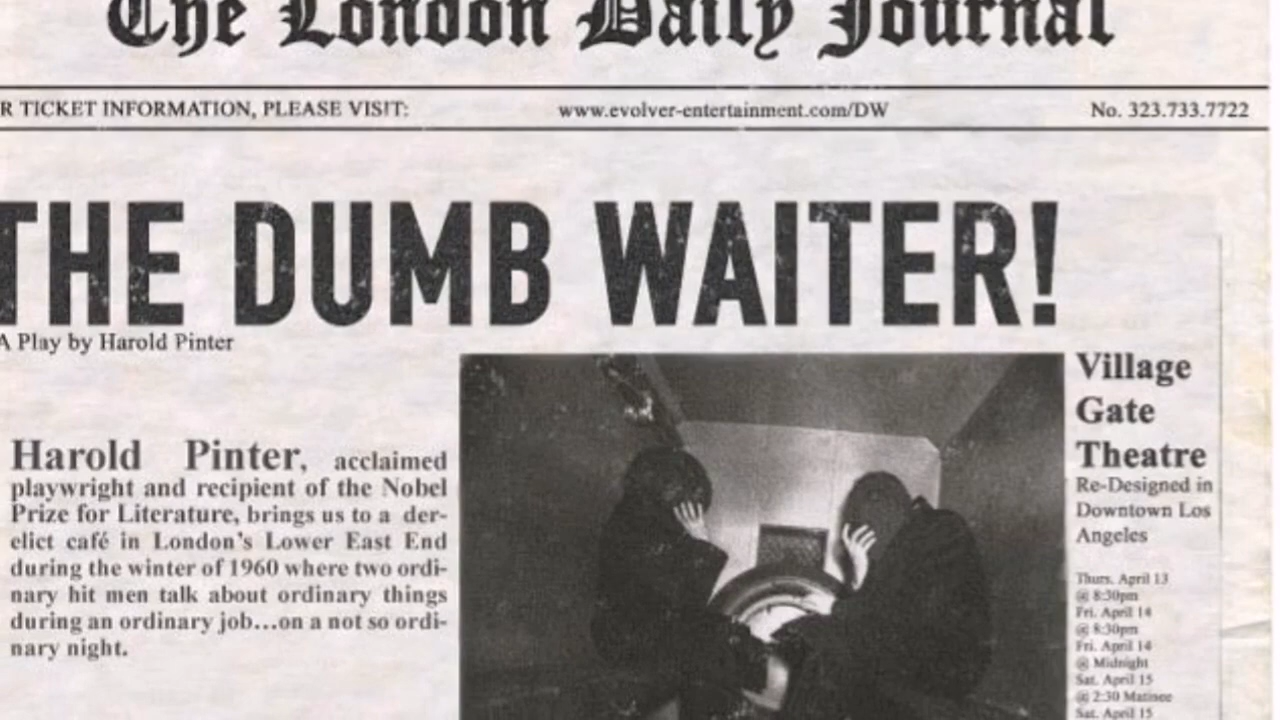 The London Daily Journal
R TICKET INFORMATION, PLEASE VISIT:
www.evolver-entertainment.com/DW
No. 323.733.7722
THE DUMB WAITER!
A Play by Harold Pinter
Harold Pinter, acclaimed
playwright and recipient of the Nobel
Prize for Literature, brings us to a der-
elict café in London's Lower East End
during the winter of 1960 where two ordi-
nary hit men talk about ordinary things
during an ordinary job...on a not so ordi-
nary night.
Village
Gate
Theatre
Re-Designed in
Downtown Los
Angeles
Thurs. April 13
@ 8:30pm
Fri. April 14
@ 8:30pm
Fri. April 14
@ Midnight
Sat. April 15
@ 2:30 Matinee
Sat. April 15